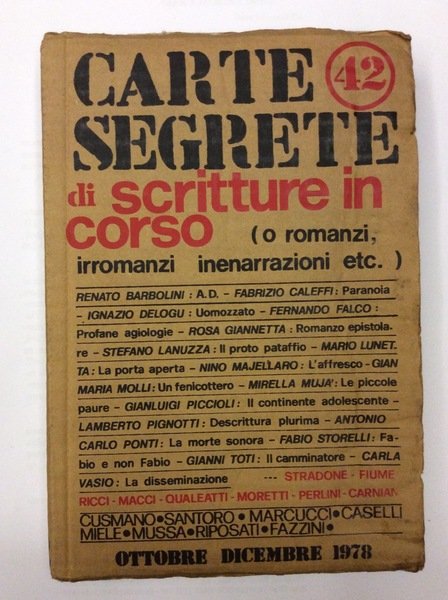 CARTE 42
SEGRETE
di scritture in
corso (o romanzi,
irromanzi inenarrazioni etc. )
RENATO BARBOLINI : A.D. – FABRIZIO CALEFFI: Paranoia
– IGNAZIO DELOGU : Uomozzato – FERNANDO FALCO :
Profane agiologie – ROSA GIANNETTA : Romanzo epistola-
re – STEFANO LANUZZA : Il proto pataffio – MARIO LUNET-
TA : La porta aperta – NINO MAJELLARO : L'affresco – GIAN
MARIA MOLLI : Un fenicottero – MIRELLA MUJA' : Le piccole
paure – GIANLUIGI PICCIOLI : Il continente adolescente –
LAMBERTO PIGNOTTI : Descrittura plurima – ANTONIO
CARLO PONTI : La morte sonora – FABIO STORELLI : Fa-
bio e non Fabio – GIANNI TOTI : Il camminatore – CARLA
VASIO : La disseminazione --- STRADONE - FIUME
RICCI - MACCI - QUALEATTI - MORETTI - PERLINI - CARNIAN
CUSMANO•SANTORO•MARCUCCI•CASELLI
MIELE•MUSSA•RIPOSATI•FAZZINI•
OTTOBRE DICEMBRE 1978